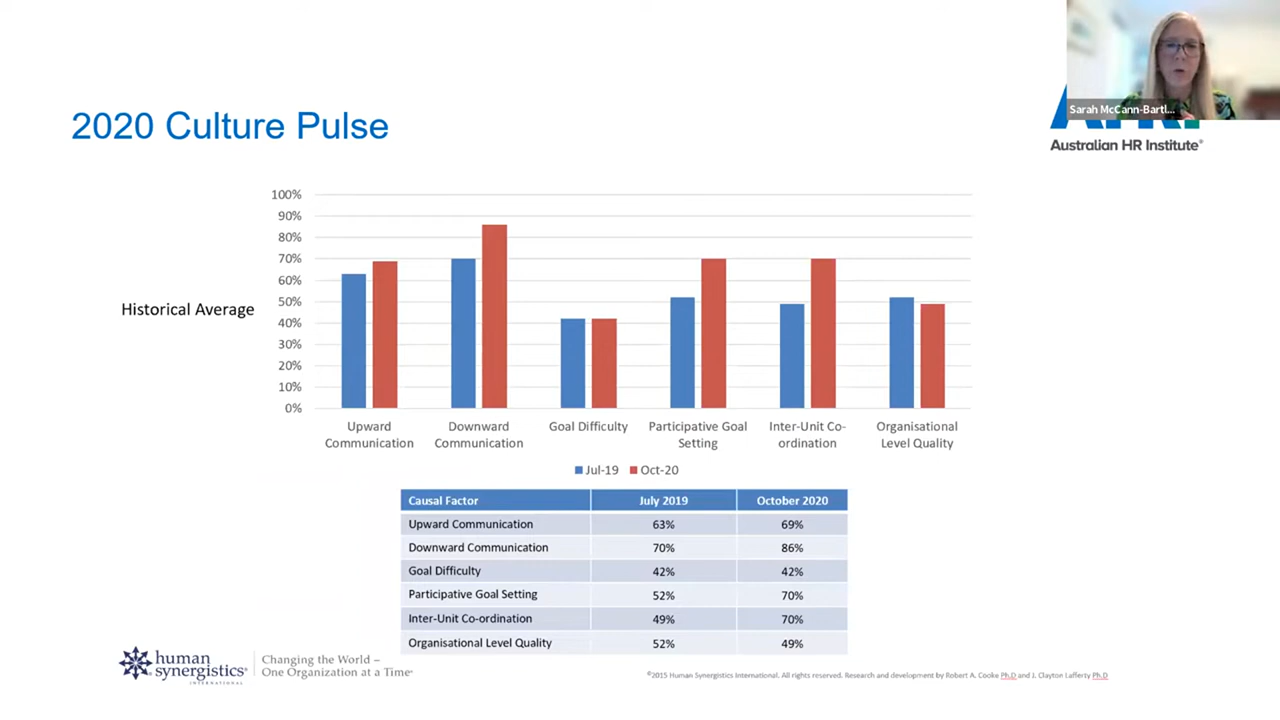 Sarah McCann-Bartl...
2020 Culture Pulse
Australian HR Institute®
100%
90%
80%
70%
60%
50%
40%
30%
20%
10%
0%
Historical Average
Upward Communication
Downward Communication
Goal Difficulty
Participative Goal Setting
Inter-Unit Co-ordination
Organisational Level Quality
Jul-19 Oct-20
Causal Factor July 2019 October 2020
Upward Communication 63% 69%
Downward Communication 70% 86%
Goal Difficulty 42% 42%
Participative Goal Setting 52% 70%
Inter-Unit Co-ordination 49% 70%
Organisational Level Quality 52% 49%
human
synergistics®
INTERNATIONAL
Changing the World –
One Organization at a Time®
©2015 Human Synergistics International. All rights reserved. Research and development by Robert A. Cooke Ph.D and J. Clayton Lafferty Ph.D